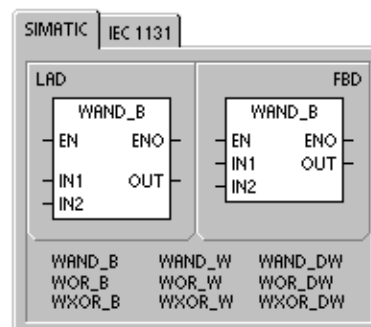 SIMATIC IEC 1131
LAD FBD
WAND_B WAND_B
EN ENO EN ENO
IN1 OUT IN1 OUT
IN2 IN2
WAND_B WAND_W WAND_DW
WOR_B WOR_W WOR_DW
WXOR_B WXOR_W WXOR_DW